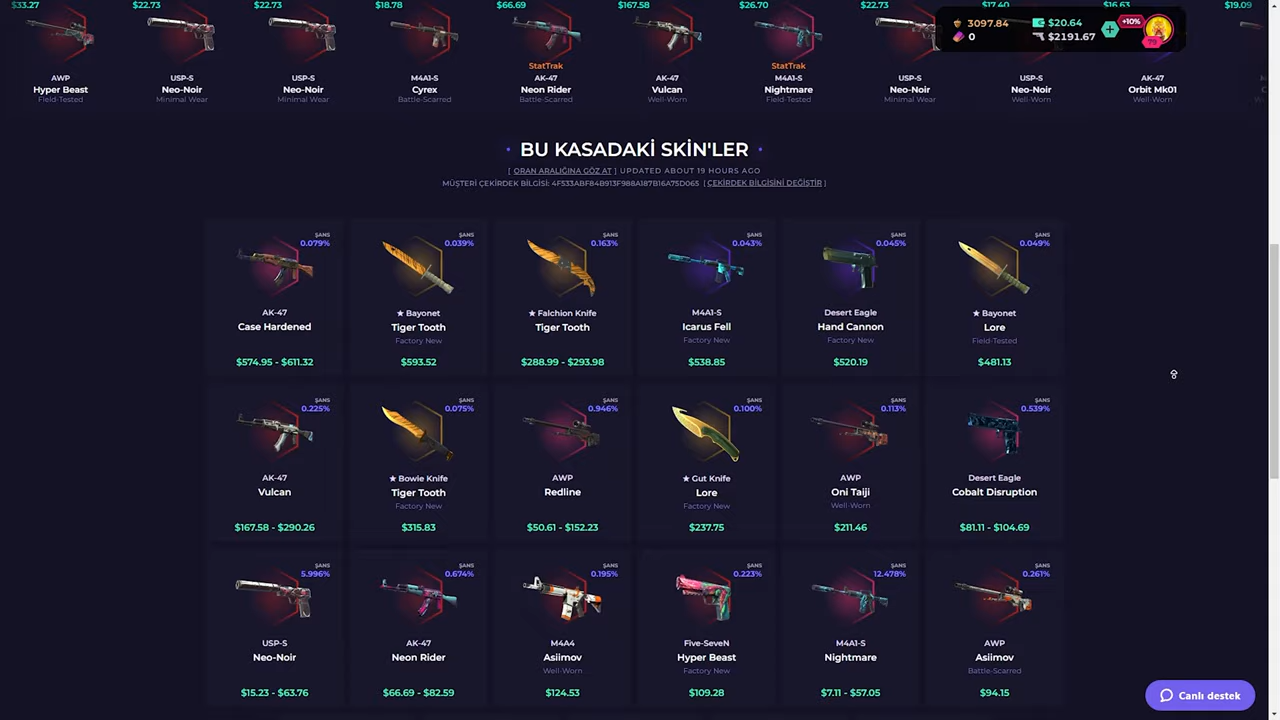 $33.27 $22.73 $22.73 $18.78 $66.69 $167.58 $26.70 $22.73 $17.40 $19.09
3097.84 $20.64 +10%
0 $2191.67
StatTrak StatTrak
AWP USP-S USP-S M4A1-S AK-47 AK-47 M4A1-S USP-S USP-S AK-47
Hyper Beast Neo-Noir Neo-Noir Cyrex Neon Rider Vulcan Nightmare Neo-Noir Neo-Noir Orbit Mk01
Field-Tested Minimal Wear Minimal Wear Battle-Scarred Battle-Scarred Well-Worn Field-Tested Minimal Wear Well-Worn Well-Worn
BU KASADAKİ SKİN'LER
[ ORAN ARALIĞINA GÖZ AT ] UPDATED ABOUT 19 HOURS AGO
MÜŞTERİ ÇEKİRDEK BİLGİSİ: 4F533ABF84B913F988A187B16A75D065 [ ÇEKİRDEK BİLGİSİNİ DEĞİŞTİR ]
ŞANS ŞANS ŞANS ŞANS ŞANS ŞANS
0.079% 0.039% 0.163% 0.043% 0.045% 0.049%
AK-47 ★ Bayonet ★ Falchion Knife M4A1-S Desert Eagle ★ Bayonet
Case Hardened Tiger Tooth Tiger Tooth Icarus Fell Hand Cannon Lore
Factory New Factory New Factory New Field-Tested
$574.95 - $611.32 $593.52 $288.99 - $293.98 $538.85 $520.19 $481.13
ŞANS ŞANS ŞANS ŞANS ŞANS ŞANS
0.225% 0.075% 0.946% 0.100% 0.113% 0.539%
AK-47 ★ Bowie Knife AWP ★ Gut Knife AWP Desert Eagle
Vulcan Tiger Tooth Redline Lore Oni Taiji Cobalt Disruption
Factory New Factory New Well-Worn
$167.58 - $290.26 $315.83 $50.61 - $152.23 $237.75 $211.46 $81.11 - $104.69
ŞANS ŞANS ŞANS ŞANS ŞANS ŞANS
5.996% 0.674% 0.195% 0.223% 12.478% 0.261%
USP-S AK-47 M4A4 Five-SeveN M4A1-S AWP
Neo-Noir Neon Rider Asiimov Hyper Beast Nightmare Asiimov
Well-Worn Factory New Battle-Scarred
$15.23 - $63.76 $66.69 - $82.59 $124.53 $109.28 $7.11 - $57.05 $94.15
Canlı destek